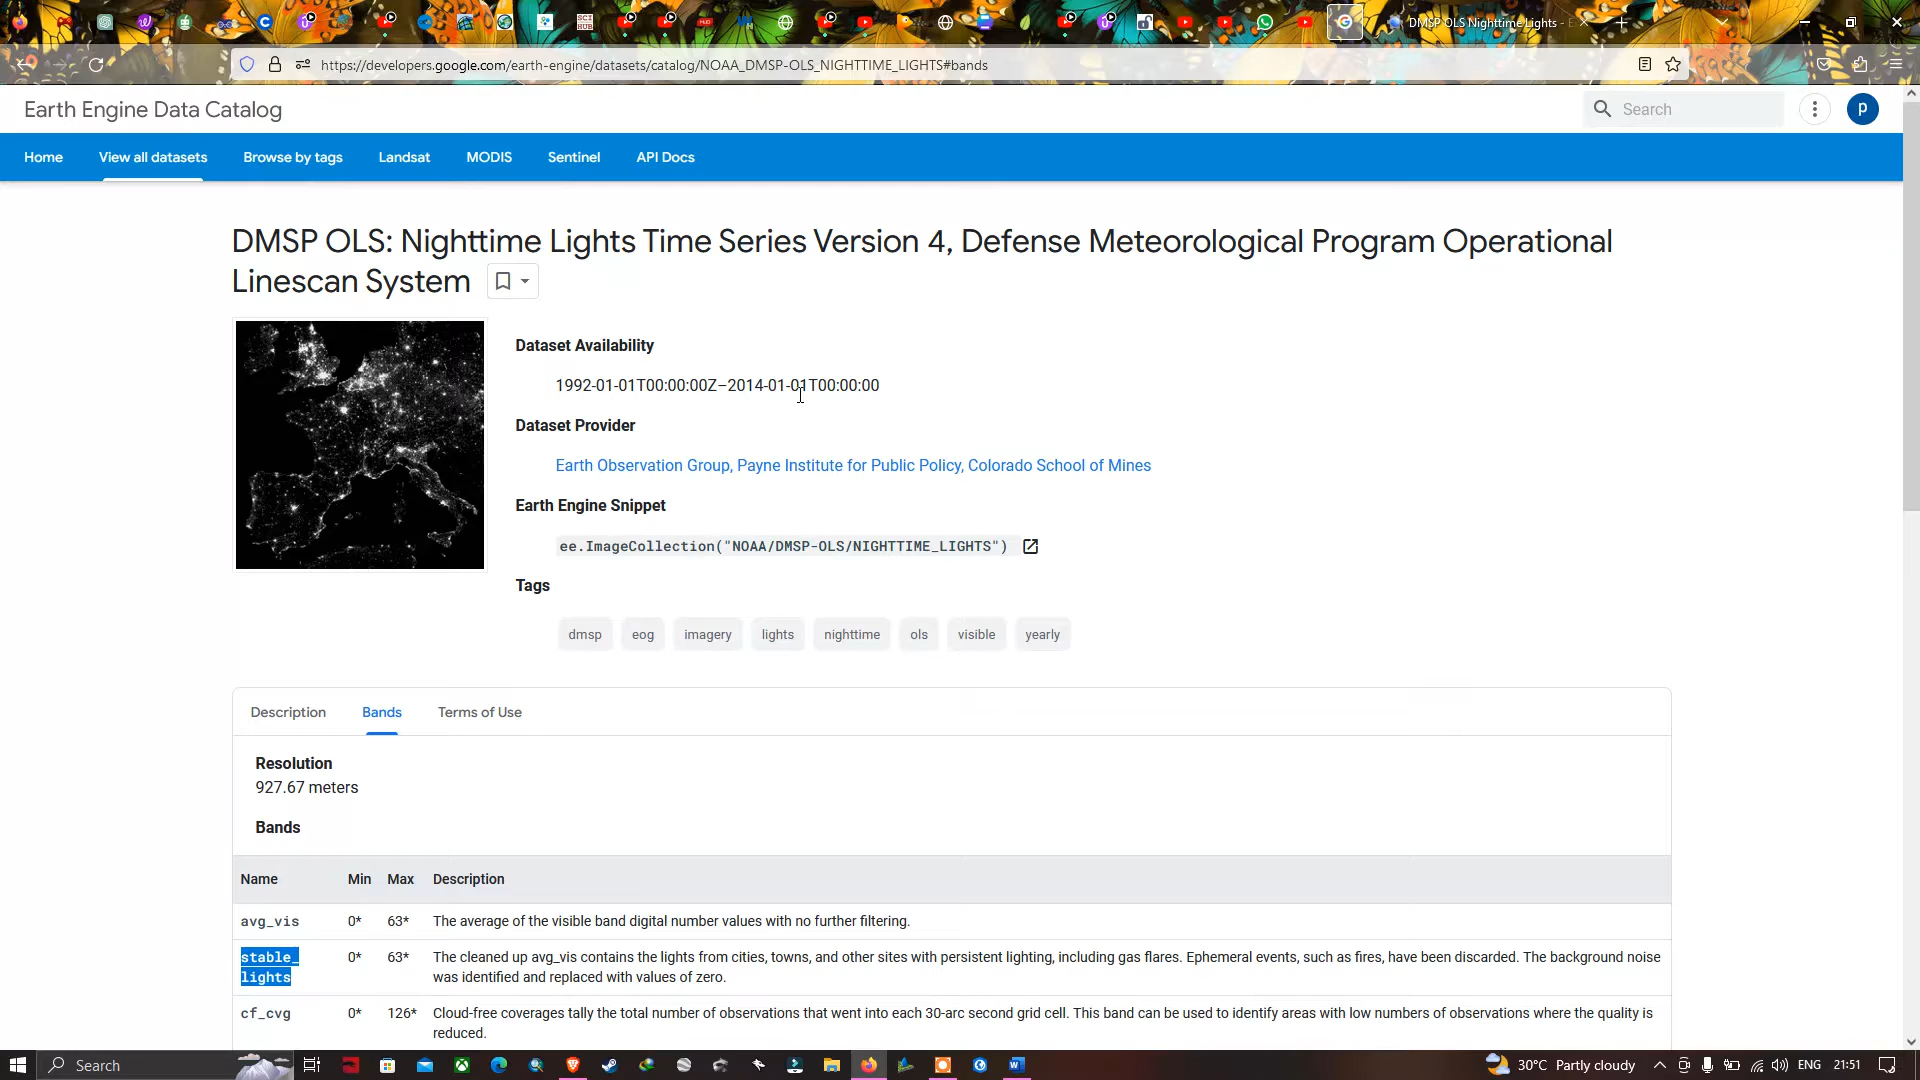 DMSP OLS Nighttime Lights - E
https://developers.google.com/earth-engine/datasets/catalog/NOAA_DMSP-OLS_NIGHTTIME_LIGHTS#bands
Earth Engine Data Catalog
Search
p
Home View all datasets Browse by tags Landsat MODIS Sentinel API Docs
DMSP OLS: Nighttime Lights Time Series Version 4, Defense Meteorological Program Operational
Linescan System
Dataset Availability
1992-01-01T00:00:00Z–2014-01-01T00:00:00
Dataset Provider
Earth Observation Group, Payne Institute for Public Policy, Colorado School of Mines
Earth Engine Snippet
ee.ImageCollection("NOAA/DMSP-OLS/NIGHTTIME_LIGHTS")
Tags
dmsp eog imagery lights nighttime ols visible yearly
Description Bands Terms of Use
Resolution
927.67 meters
Bands
Name Min Max Description
avg_vis 0* 63* The average of the visible band digital number values with no further filtering.
stable_ 0* 63* The cleaned up avg_vis contains the lights from cities, towns, and other sites with persistent lighting, including gas flares. Ephemeral events, such as fires, have been discarded. The background noise
lights was identified and replaced with values of zero.
cf_cvg 0* 126* Cloud-free coverages tally the total number of observations that went into each 30-arc second grid cell. This band can be used to identify areas with low numbers of observations where the quality is
reduced.
Search
30°C Partly cloudy
ENG
21:51